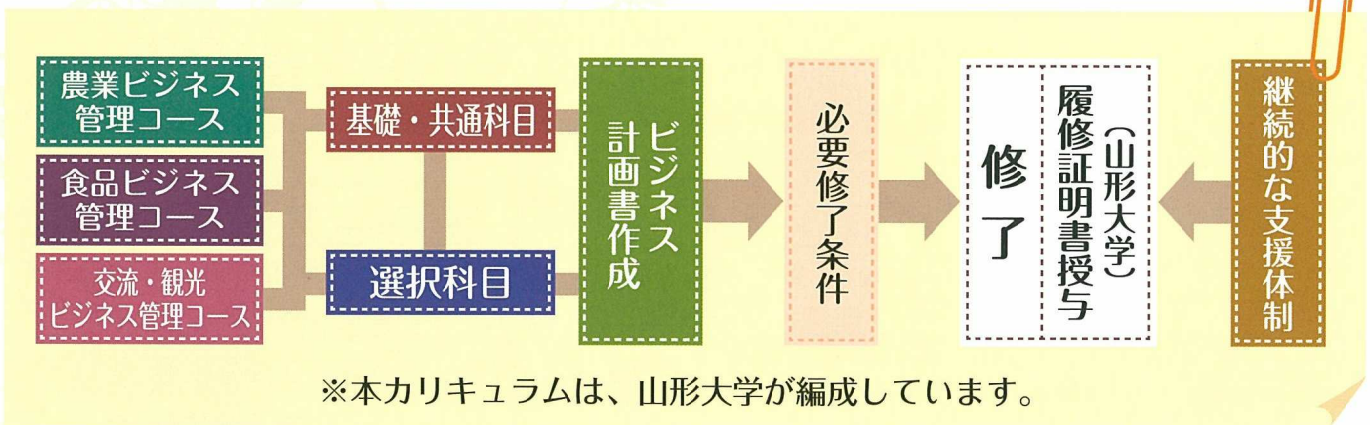 農業ビジネス
管理コース
食品ビジネス
管理コース
交流・観光
ビジネス管理コース
基礎・共通科目
選択科目
ビジネス
計画書作成
必要修了条件
修了
履修証明書授与
(山形大学)
継続的な支援体制
※本カリキュラムは、山形大学が編成しています。